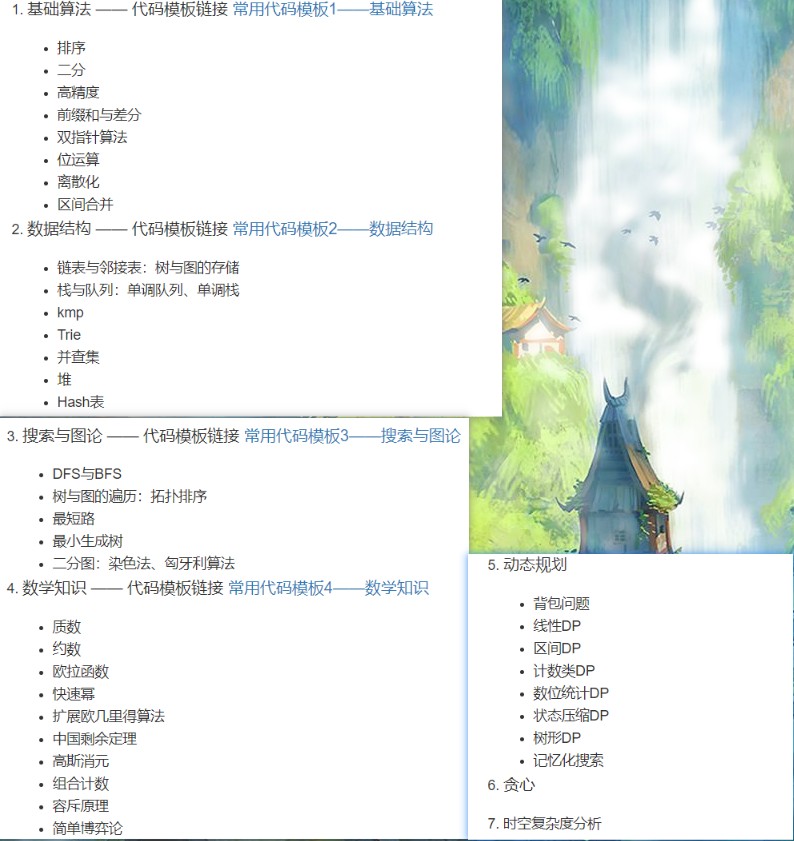 1. 基础算法 —— 代码模板链接 常用代码模板1——基础算法
排序
二分
高精度
前缀和与差分
双指针算法
位运算
离散化
区间合并
2. 数据结构 —— 代码模板链接 常用代码模板2——数据结构
链表与邻接表：树与图的存储
栈与队列：单调队列、单调栈
kmp
Trie
并查集
堆
Hash表
3. 搜索与图论 —— 代码模板链接 常用代码模板3——搜索与图论
DFS与BFS
树与图的遍历：拓扑排序
最短路
最小生成树
二分图：染色法、匈牙利算法
4. 数学知识 —— 代码模板链接 常用代码模板4——数学知识
质数
约数
欧拉函数
快速幂
扩展欧几里得算法
中国剩余定理
高斯消元
组合计数
容斥原理
简单博弈论
5. 动态规划
背包问题
线性DP
区间DP
计数类DP
数位统计DP
状态压缩DP
树形DP
记忆化搜索
6. 贪心
7. 时空复杂度分析